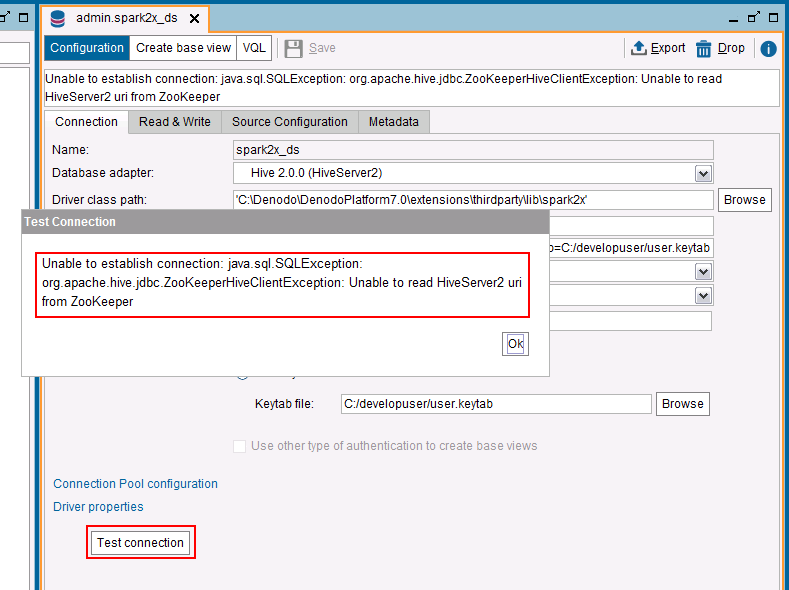 admin.spark2x_ds
Configuration Create base view VQL Save Export Drop
Unable to establish connection: java.sql.SQLException: org.apache.hive.jdbc.ZooKeeperHiveClientException: Unable to read
HiveServer2 uri from ZooKeeper
Connection Read & Write Source Configuration Metadata
Name: spark2x_ds
Database adapter: Hive 2.0.0 (HiveServer2)
Driver class path: 'C:\Denodo\DenodoPlatform7.0\extensions\thirdparty\lib\spark2x' Browse
Test Connection
=C:/developuser/user.keytab
Unable to establish connection: java.sql.SQLException:
org.apache.hive.jdbc.ZooKeeperHiveClientException: Unable to read HiveServer2 uri
from ZooKeeper
Ok
Keytab file: C:/developuser/user.keytab Browse
Use other type of authentication to create base views
Connection Pool configuration
Driver properties
Test connection